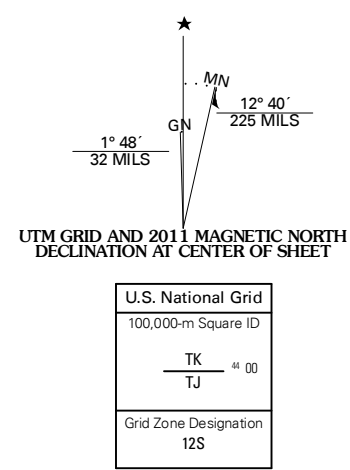 MN
12° 40´
225 MILS
GN
1° 48´
32 MILS
UTM GRID AND 2011 MAGNETIC NORTH
DECLINATION AT CENTER OF SHEET
U.S. National Grid
100,000-m Square ID
TK
44 00
TJ
Grid Zone Designation
12S